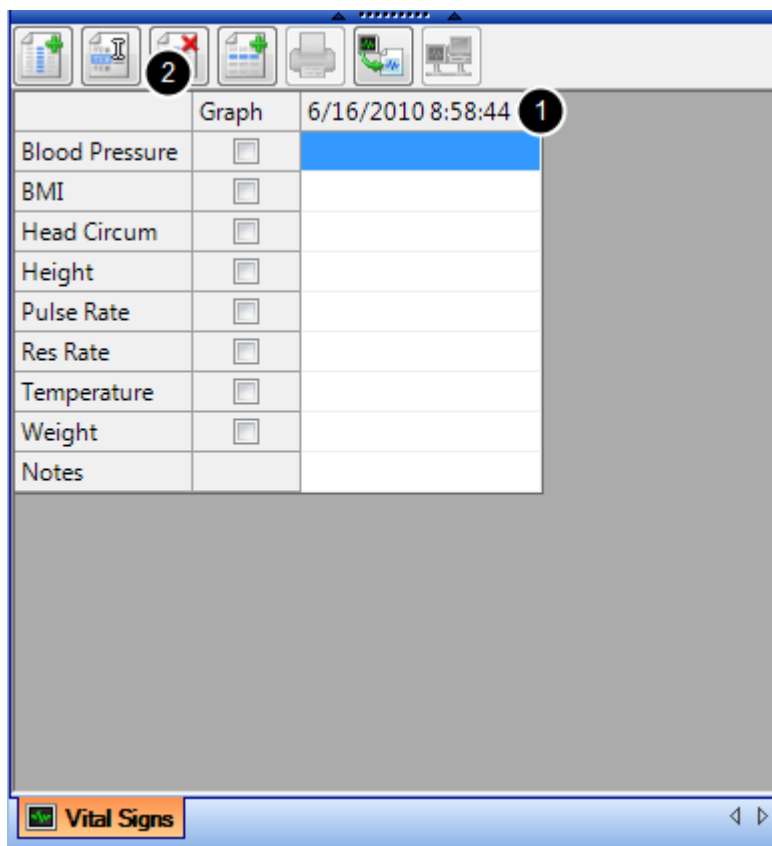 2
Graph 6/16/2010 8:58:44 1
Blood Pressure
BMI
Head Circum
Height
Pulse Rate
Res Rate
Temperature
Weight
Notes
Vital Signs